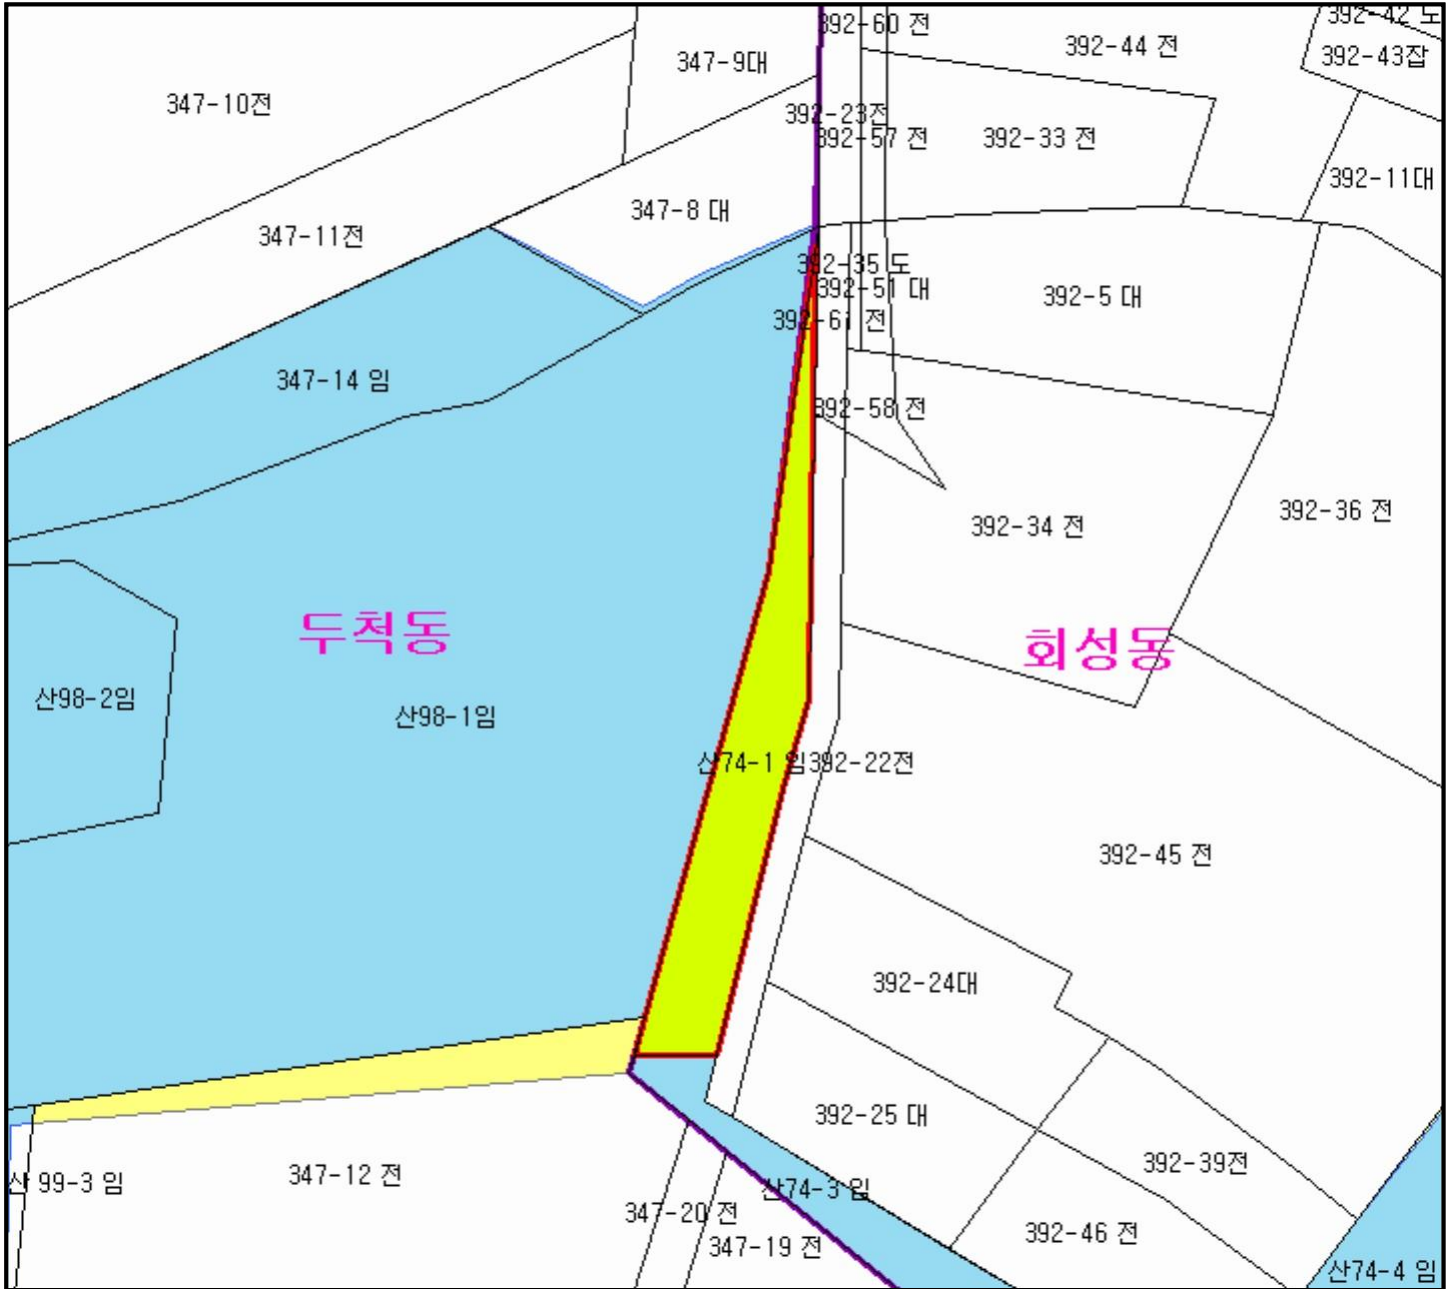 392-60 전
392-42 도
392-44 전
392-43잡
347-9대
347-10전
392-23전
392-57 전
392-33 전
392-11대
347-8 대
347-11전
392-35 도
392-51 대
392-5 대
392-61 전
347-14 임
392-58 전
392-34 전
392-36 전
두척동
회성동
산98-2임
산98-1임
산74-1 임
392-22전
392-45 전
392-24대
392-25 대
392-39전
산 99-3 임
347-12 전
산74-3 임
347-20 전
392-46 전
347-19 전
산74-4 임